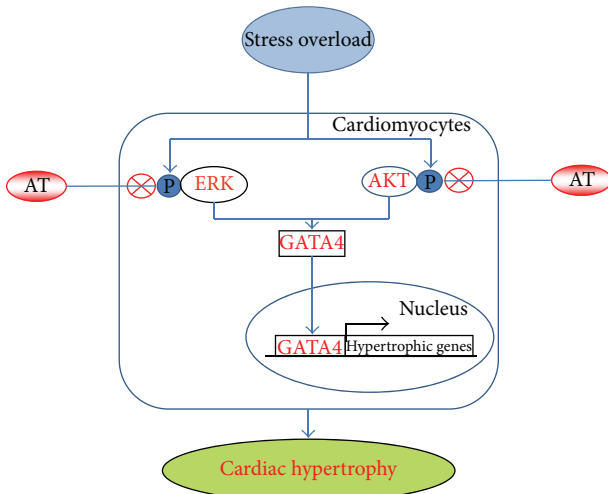 Stress overload
Cardiomyocytes
AT
P
ERK
AKT
P
AT
GATA4
Nucleus
GATA4
Hypertrophic genes
Cardiac hypertrophy